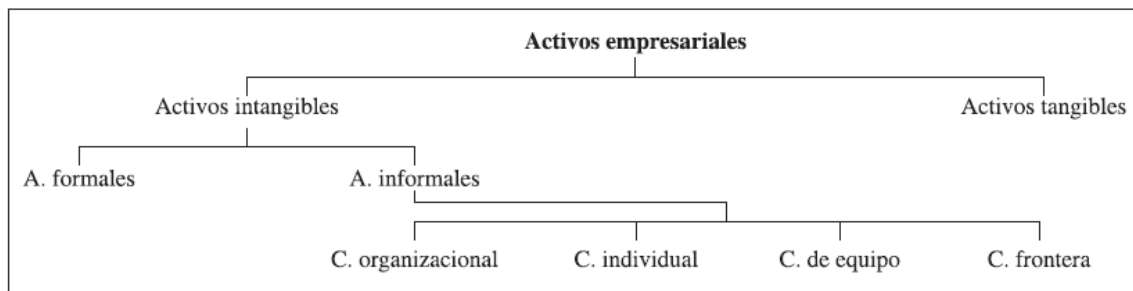 Activos empresariales
Activos intangibles Activos tangibles
A. formales A. informales
C. organizacional C. individual C. de equipo C. frontera